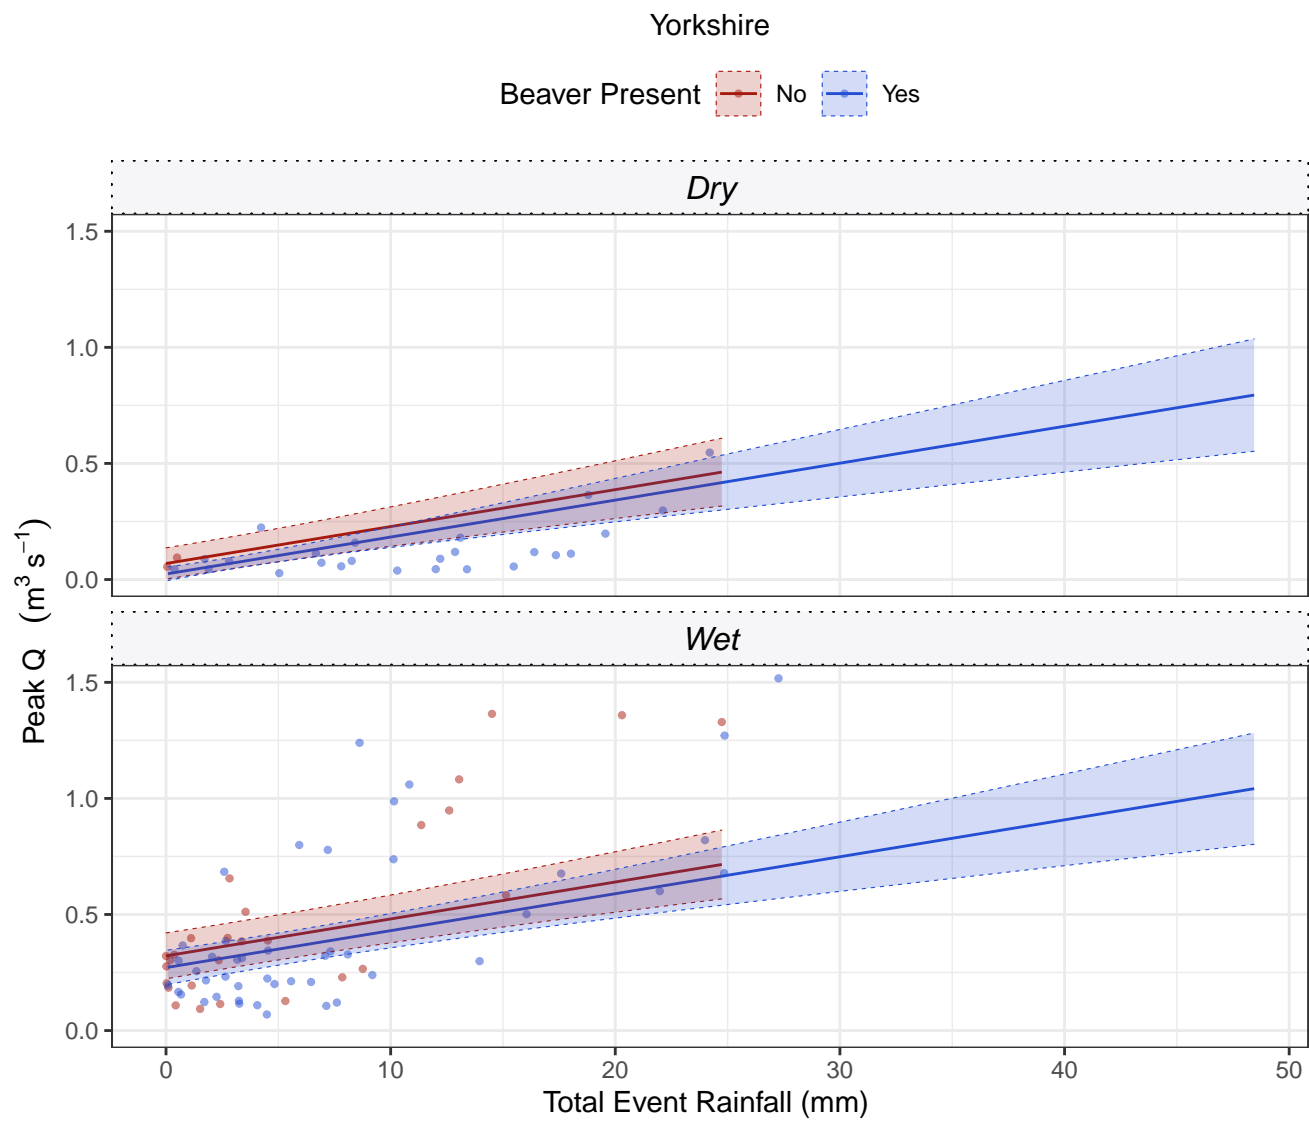 Yorkshire
Beaver Present No Yes
Dry
1.5
1.0
0.5
0.0
Peak Q (m³ s⁻¹)
Wet
1.5
1.0
0.5
0.0
0 10 20 30 40 50
Total Event Rainfall (mm)